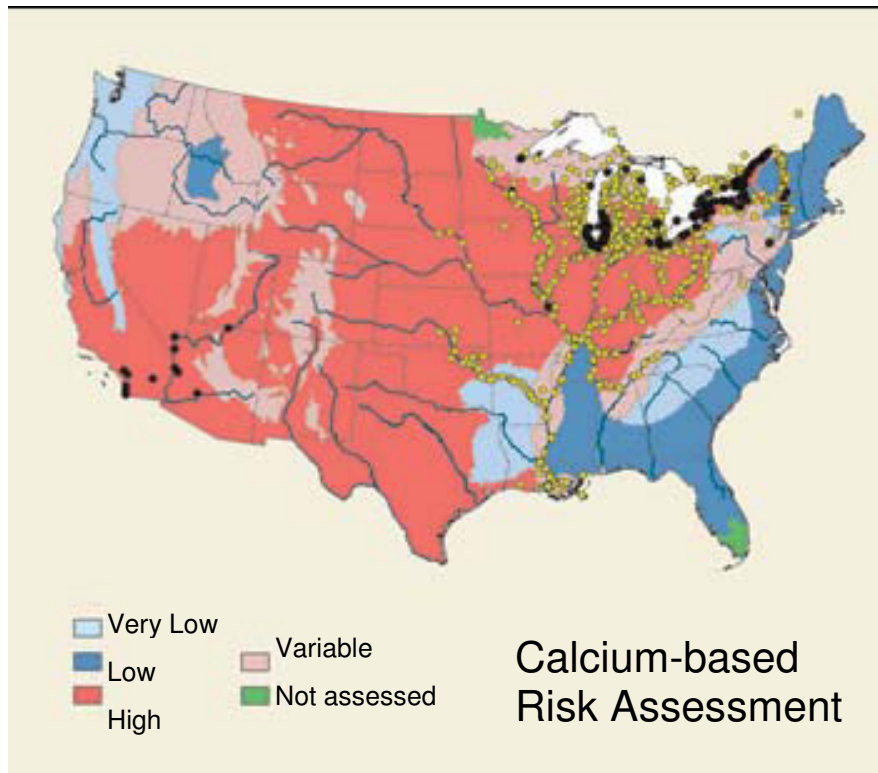 Very Low
Low
High
Variable
Not assessed
Calcium-based
Risk Assessment